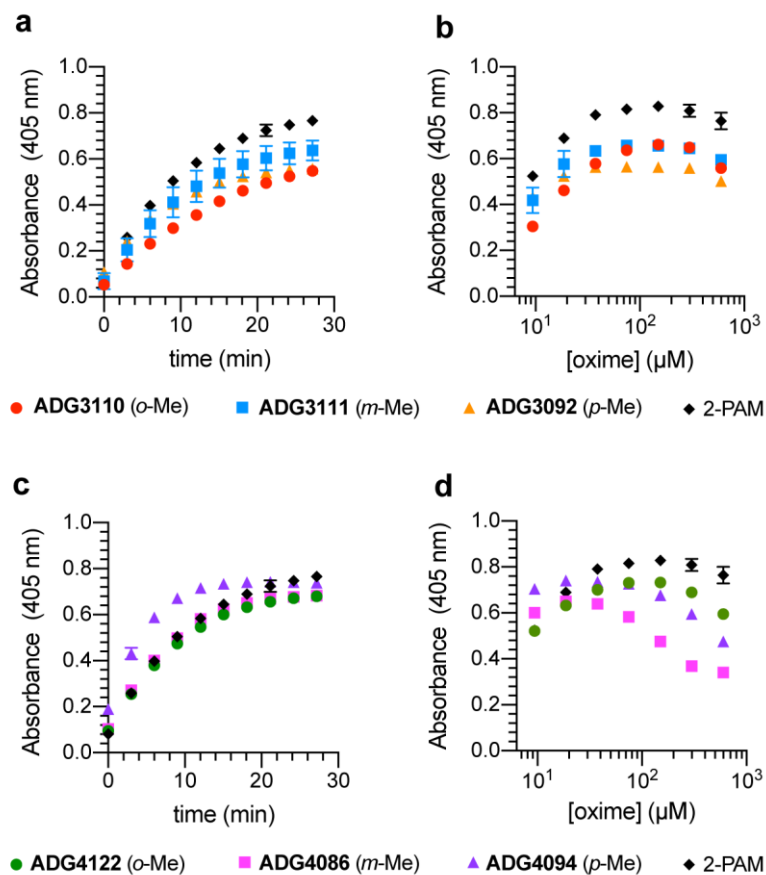 a
b
1.0
0.8
0.6
0.4
0.2
0.0
0
10
20
30
Absorbance (405 nm)
time (min)
1.0
0.8
0.6
0.4
0.2
0.0
10¹
10²
10³
Absorbance (405 nm)
[oxime] (µM)
ADG3110 (o-Me) ADG3111 (m-Me) ADG3092 (p-Me) 2-PAM
c
d
1.0
0.8
0.6
0.4
0.2
0.0
0
10
20
30
Absorbance (405 nm)
time (min)
1.0
0.8
0.6
0.4
0.2
0.0
10¹
10²
10³
Absorbance (405 nm)
[oxime] (µM)
ADG4122 (o-Me) ADG4086 (m-Me) ADG4094 (p-Me) 2-PAM